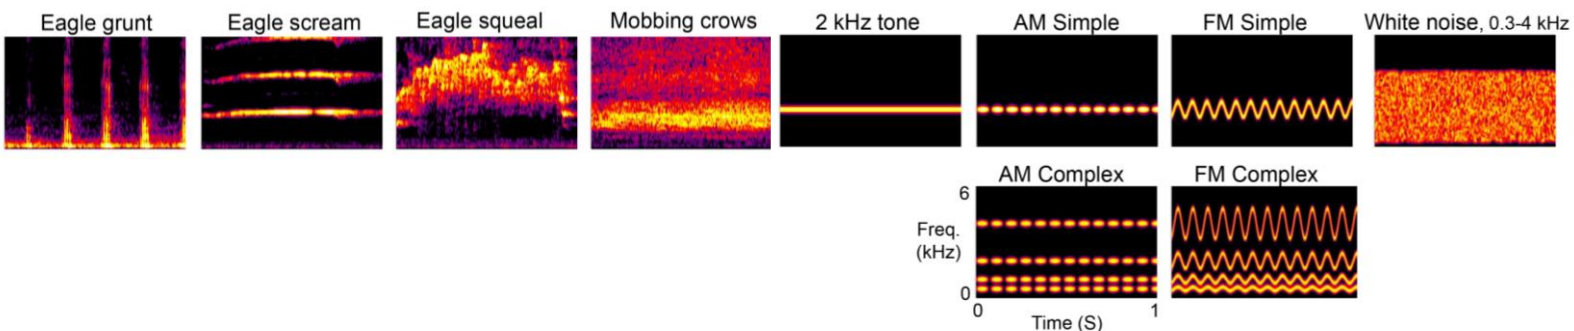 Eagle grunt
Eagle scream
Eagle squeal
Mobbing crows
2 kHz tone
AM Simple
FM Simple
White noise, 0.3-4 kHz
AM Complex
FM Complex
6
Freq.
(kHz)
0
0
1
Time (S)